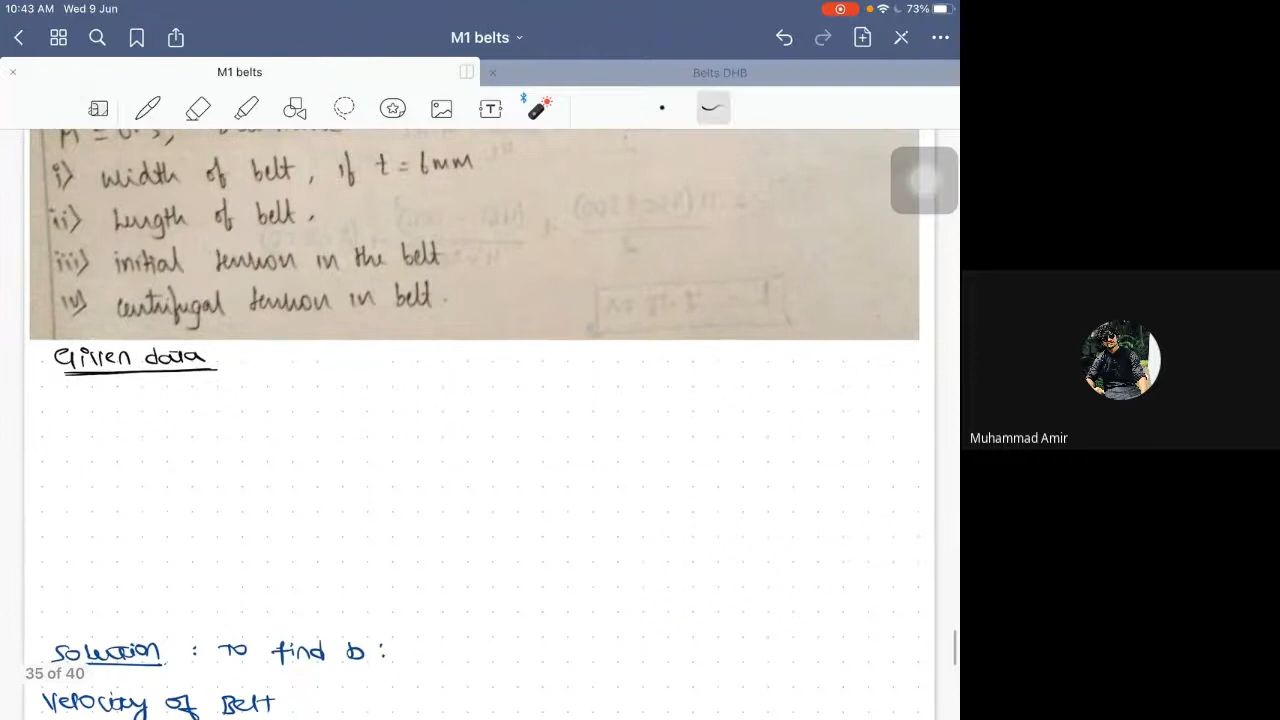 10:43 AM Wed 9 Jun
73%
M1 belts
M1 belts
Belts DHB
i) width of belt, if t = 6mm
ii) Length of belt.
iii) initial tension in the belt
iv) centrifugal tension in belt.
Given data
Solution : To find b :
35 of 40
Velocity of Belt
Muhammad Amir